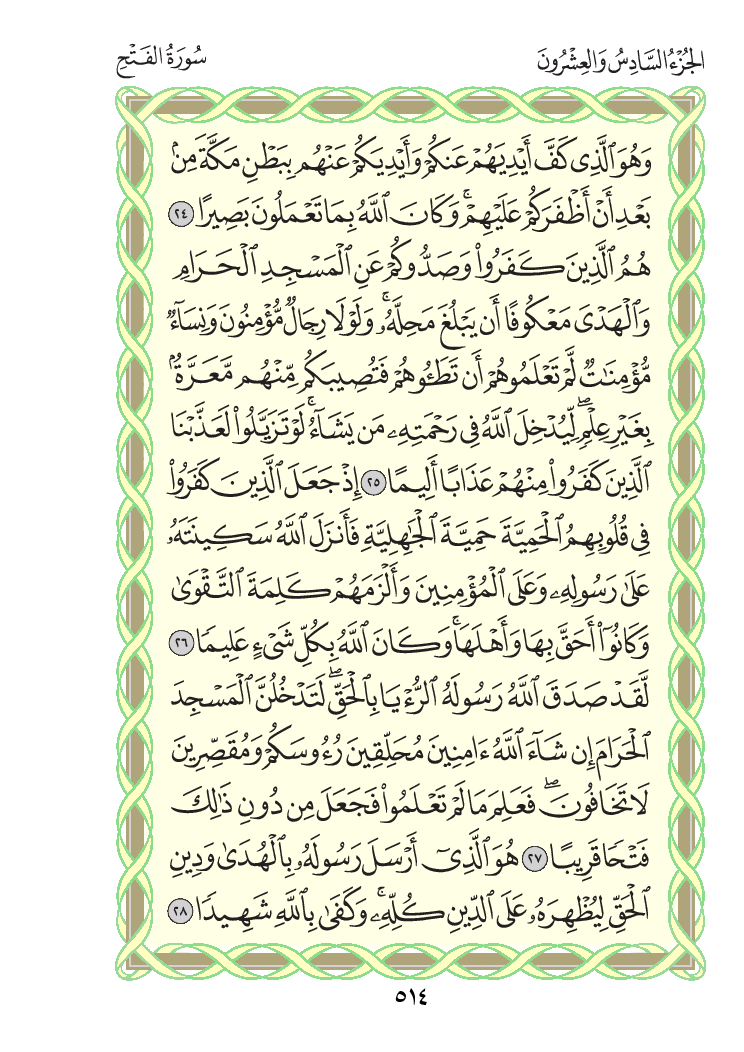 الجُزْءُ السَّادِسُ وَالعِشْرُونَ
سُورَةُ الفَتْحِ
وَهُوَ ٱلَّذِى كَفَّ أَيْدِيَهُمْ عَنكُمْ وَأَيْدِيَكُمْ عَنْهُم بِبَطْنِ مَكَّةَ مِنۢ
بَعْدِ أَنْ أَظْفَرَكُمْ عَلَيْهِمْ ۚ وَكَانَ ٱللَّهُ بِمَا تَعْمَلُونَ بَصِيرًا ٢٤
هُمُ ٱلَّذِينَ كَفَرُوا۟ وَصَدُّوكُمْ عَنِ ٱلْمَسْجِدِ ٱلْحَرَامِ
وَٱلْهَدْىَ مَعْكُوفًا أَن يَبْلُغَ مَحِلَّهُۥ ۚ وَلَوْلَا رِجَالٌ مُّؤْمِنُونَ وَنِسَآءٌ
مُّؤْمِنَـٰتٌ لَّمْ تَعْلَمُوهُمْ أَن تَطَـُٔوهُمْ فَتُصِيبَكُم مِّنْهُم مَّعَرَّةٌۢ
بِغَيْرِ عِلْمٍ ۖ لِّيُدْخِلَ ٱللَّهُ فِى رَحْمَتِهِۦ مَن يَشَآءُ ۚ لَوْ تَزَيَّلُوا۟ لَعَذَّبْنَا
ٱلَّذِينَ كَفَرُوا۟ مِنْهُمْ عَذَابًا أَلِيمًا ٢٥ إِذْ جَعَلَ ٱلَّذِينَ كَفَرُوا۟
فِى قُلُوبِهِمُ ٱلْحَمِيَّةَ حَمِيَّةَ ٱلْجَـٰهِلِيَّةِ فَأَنزَلَ ٱللَّهُ سَكِينَتَهُۥ
عَلَىٰ رَسُولِهِۦ وَعَلَى ٱلْمُؤْمِنِينَ وَأَلْزَمَهُمْ كَلِمَةَ ٱلتَّقْوَىٰ
وَكَانُوٓا۟ أَحَقَّ بِهَا وَأَهْلَهَا ۚ وَكَانَ ٱللَّهُ بِكُلِّ شَىْءٍ عَلِيمًا ٢٦
لَّقَدْ صَدَقَ ٱللَّهُ رَسُولَهُ ٱلرُّءْيَا بِٱلْحَقِّ ۖ لَتَدْخُلُنَّ ٱلْمَسْجِدَ
ٱلْحَرَامَ إِن شَآءَ ٱللَّهُ ءَامِنِينَ مُحَلِّقِينَ رُءُوسَكُمْ وَمُقَصِّرِينَ
لَا تَخَافُونَ ۖ فَعَلِمَ مَا لَمْ تَعْلَمُوا۟ فَجَعَلَ مِن دُونِ ذَٰلِكَ
فَتْحًا قَرِيبًا ٢٧ هُوَ ٱلَّذِىٓ أَرْسَلَ رَسُولَهُۥ بِٱلْهُدَىٰ وَدِينِ
ٱلْحَقِّ لِيُظْهِرَهُۥ عَلَى ٱلدِّينِ كُلِّهِۦ ۚ وَكَفَىٰ بِٱللَّهِ شَهِيدًا ٢٨
٥١٤